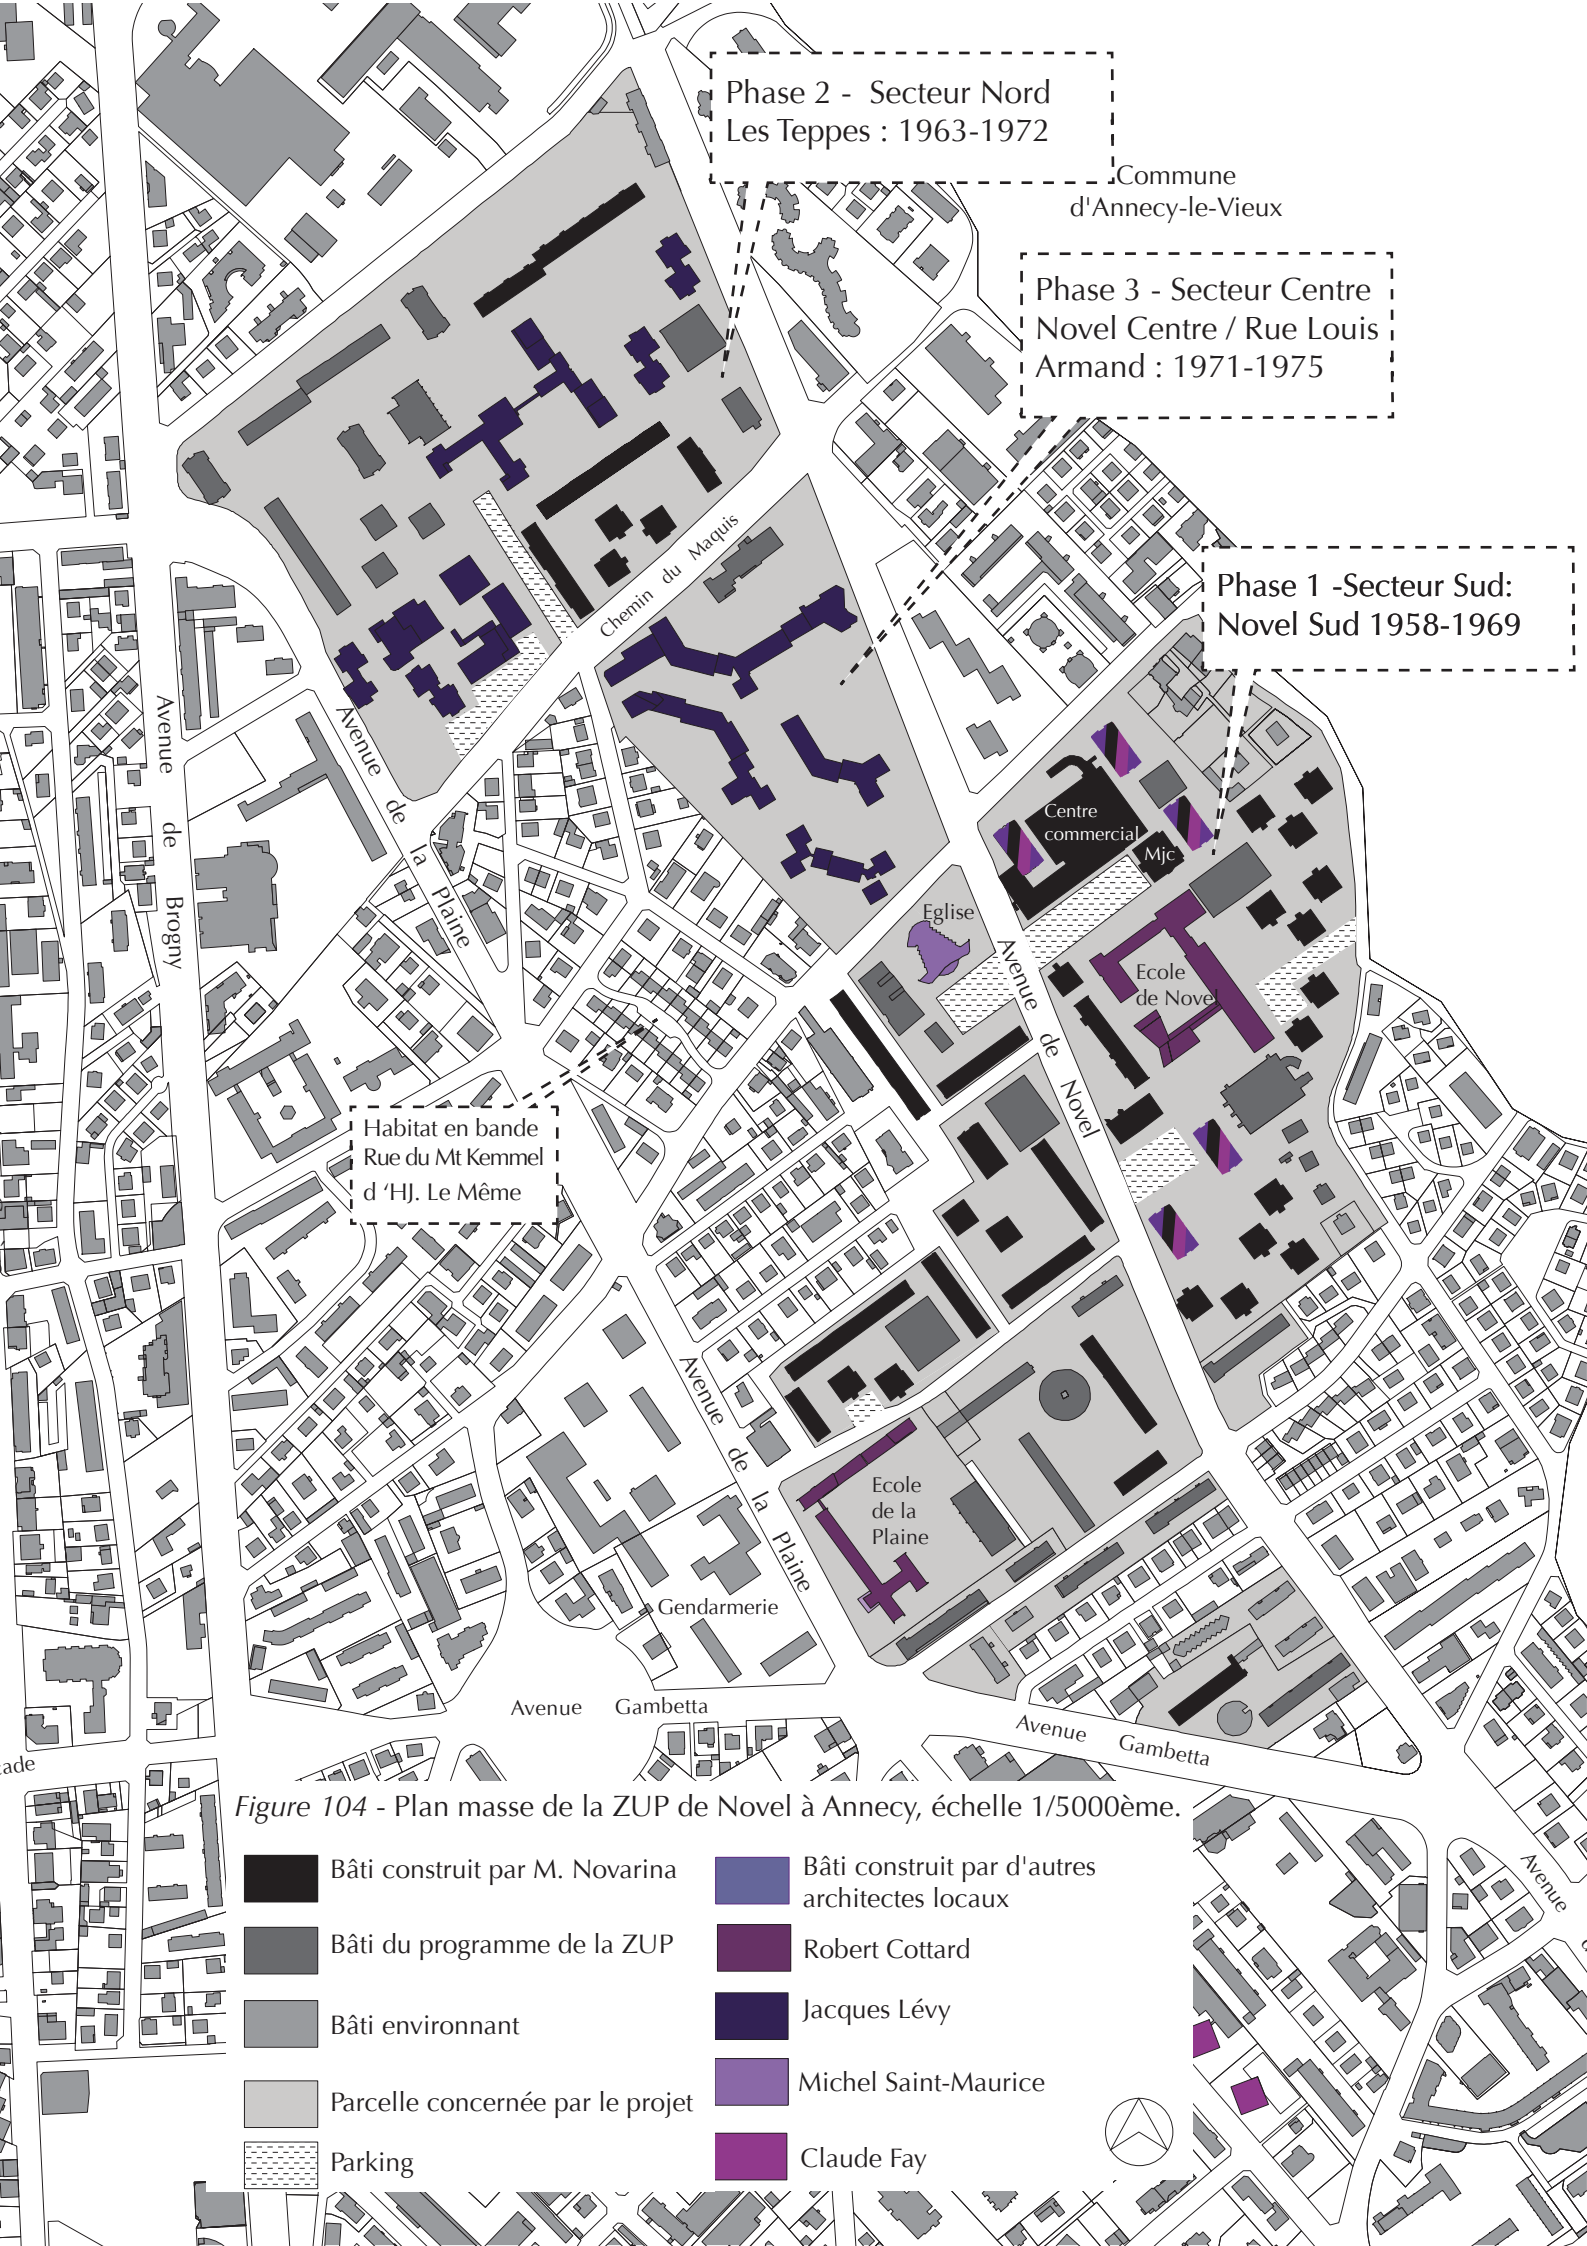 Phase 2 -  Secteur Nord
Les Teppes : 1963-1972
Commune
d'Annecy-le-Vieux
Phase 3 - Secteur Centre
Novel Centre / Rue Louis
Armand : 1971-1975
Phase 1 -Secteur Sud:
Novel Sud 1958-1969
Chemin du Maquis
Avenue de Brogny
Avenue de la Plaine
Centre
commercial
Mjc
Eglise
Avenue de Novel
Ecole
de Novel
Habitat en bande
Rue du Mt Kemmel
d ‘HJ. Le Même
Avenue de la Plaine
Ecole
de la
Plaine
Gendarmerie
Avenue Gambetta
Avenue Gambetta
Avenue
Figure 104 - Plan masse de la ZUP de Novel à Annecy, échelle 1/5000ème.
Bâti construit par M. Novarina
Bâti du programme de la ZUP
Bâti environnant
Parcelle concernée par le projet
Parking
Bâti construit par d'autres
architectes locaux
Robert Cottard
Jacques Lévy
Michel Saint-Maurice
Claude Fay